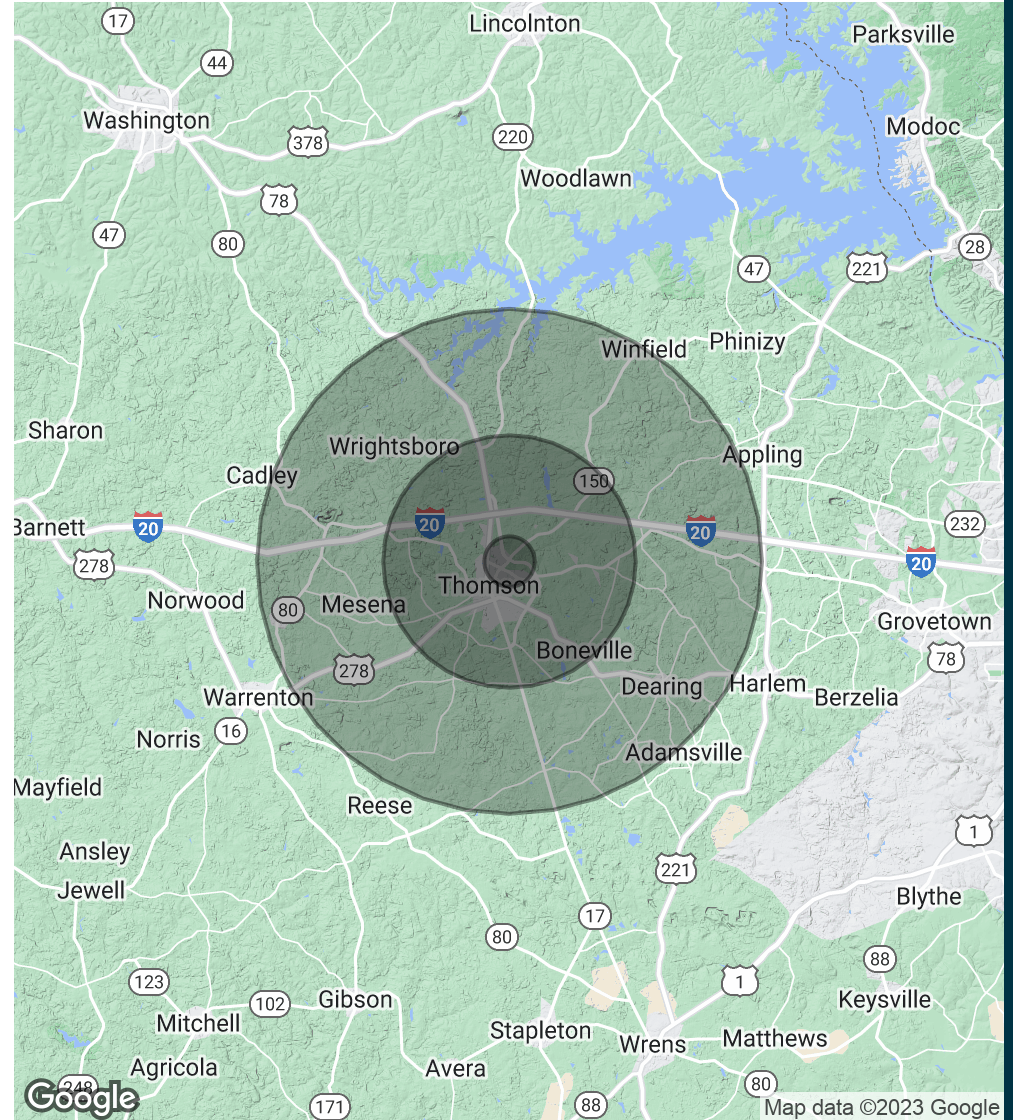 17
Lincolnton
Parksville
44
Washington
Modoc
378
220
Woodlawn
78
47
80
28
47
221
Winfield
Phinizy
Sharon
Wrightsboro
Appling
Cadley
150
Barnett
20
20
20
232
278
20
Thomson
Norwood
80
Mesena
Grovetown
Boneville
278
78
Dearing
Harlem
Warrenton
Berzelia
16
Norris
Adamsville
Mayfield
Reese
1
Ansley
221
Jewell
Blythe
17
80
88
123
1
102
Gibson
Keysville
Mitchell
Stapleton
Matthews
Wrens
Agricola
Avera
248
80
Google
171
88
Map data ©2023 Google